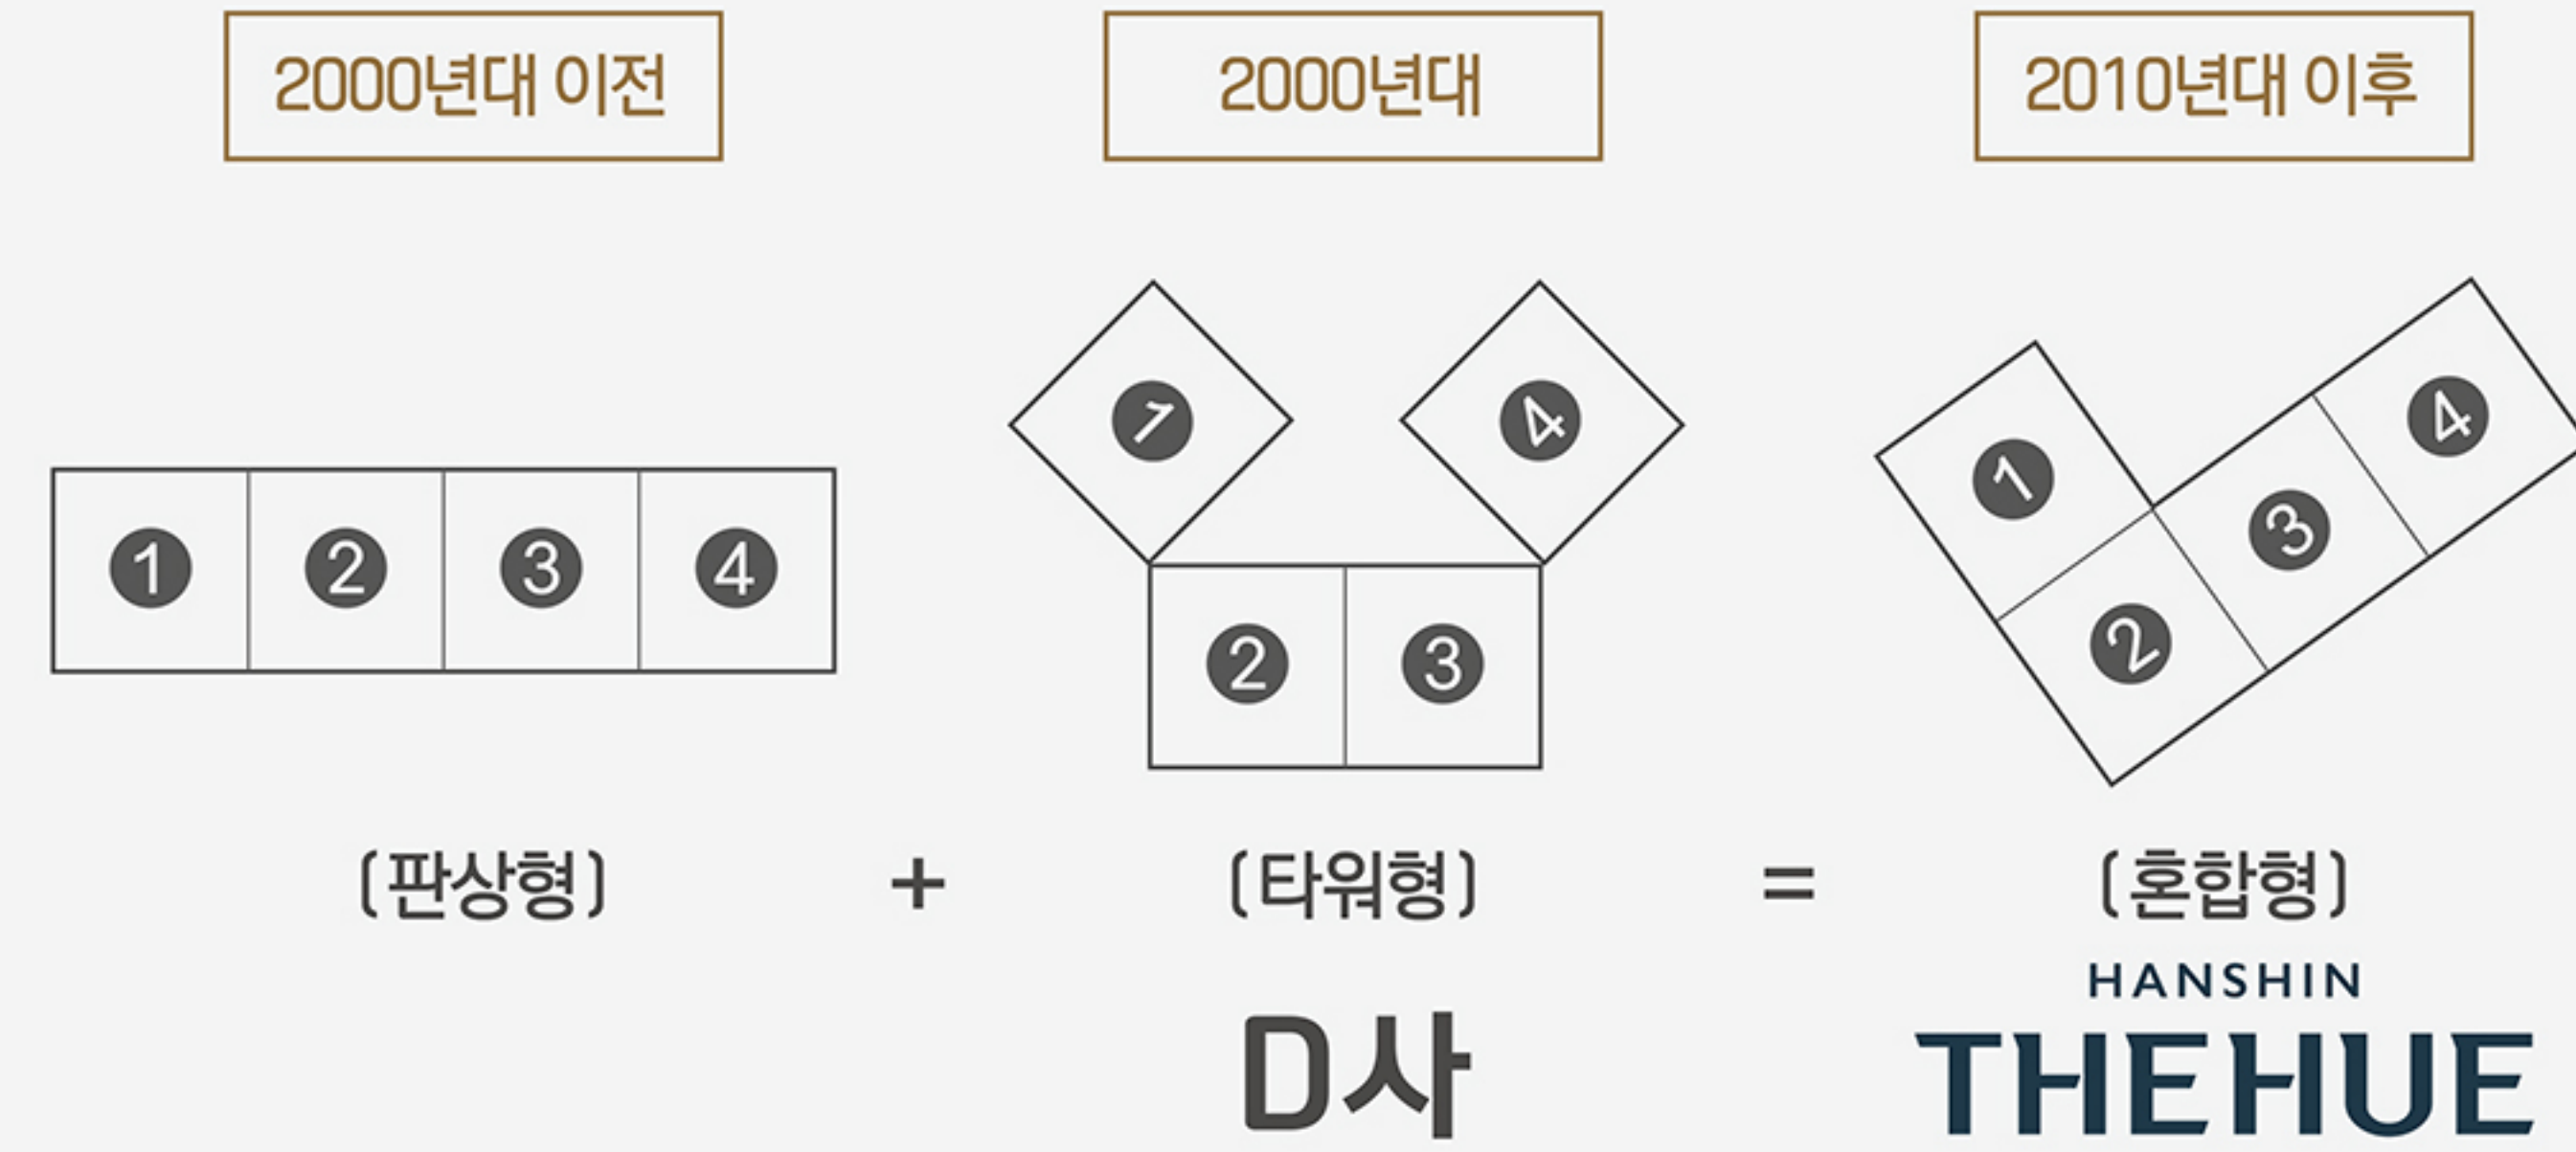 2000년대 이전
2000년대
2010년대 이후
1 2 3 4
1 4
2 3
1 2 3 4
(판상형) + (타워형) = (혼합형)
D사
HANSHIN
THEHUE